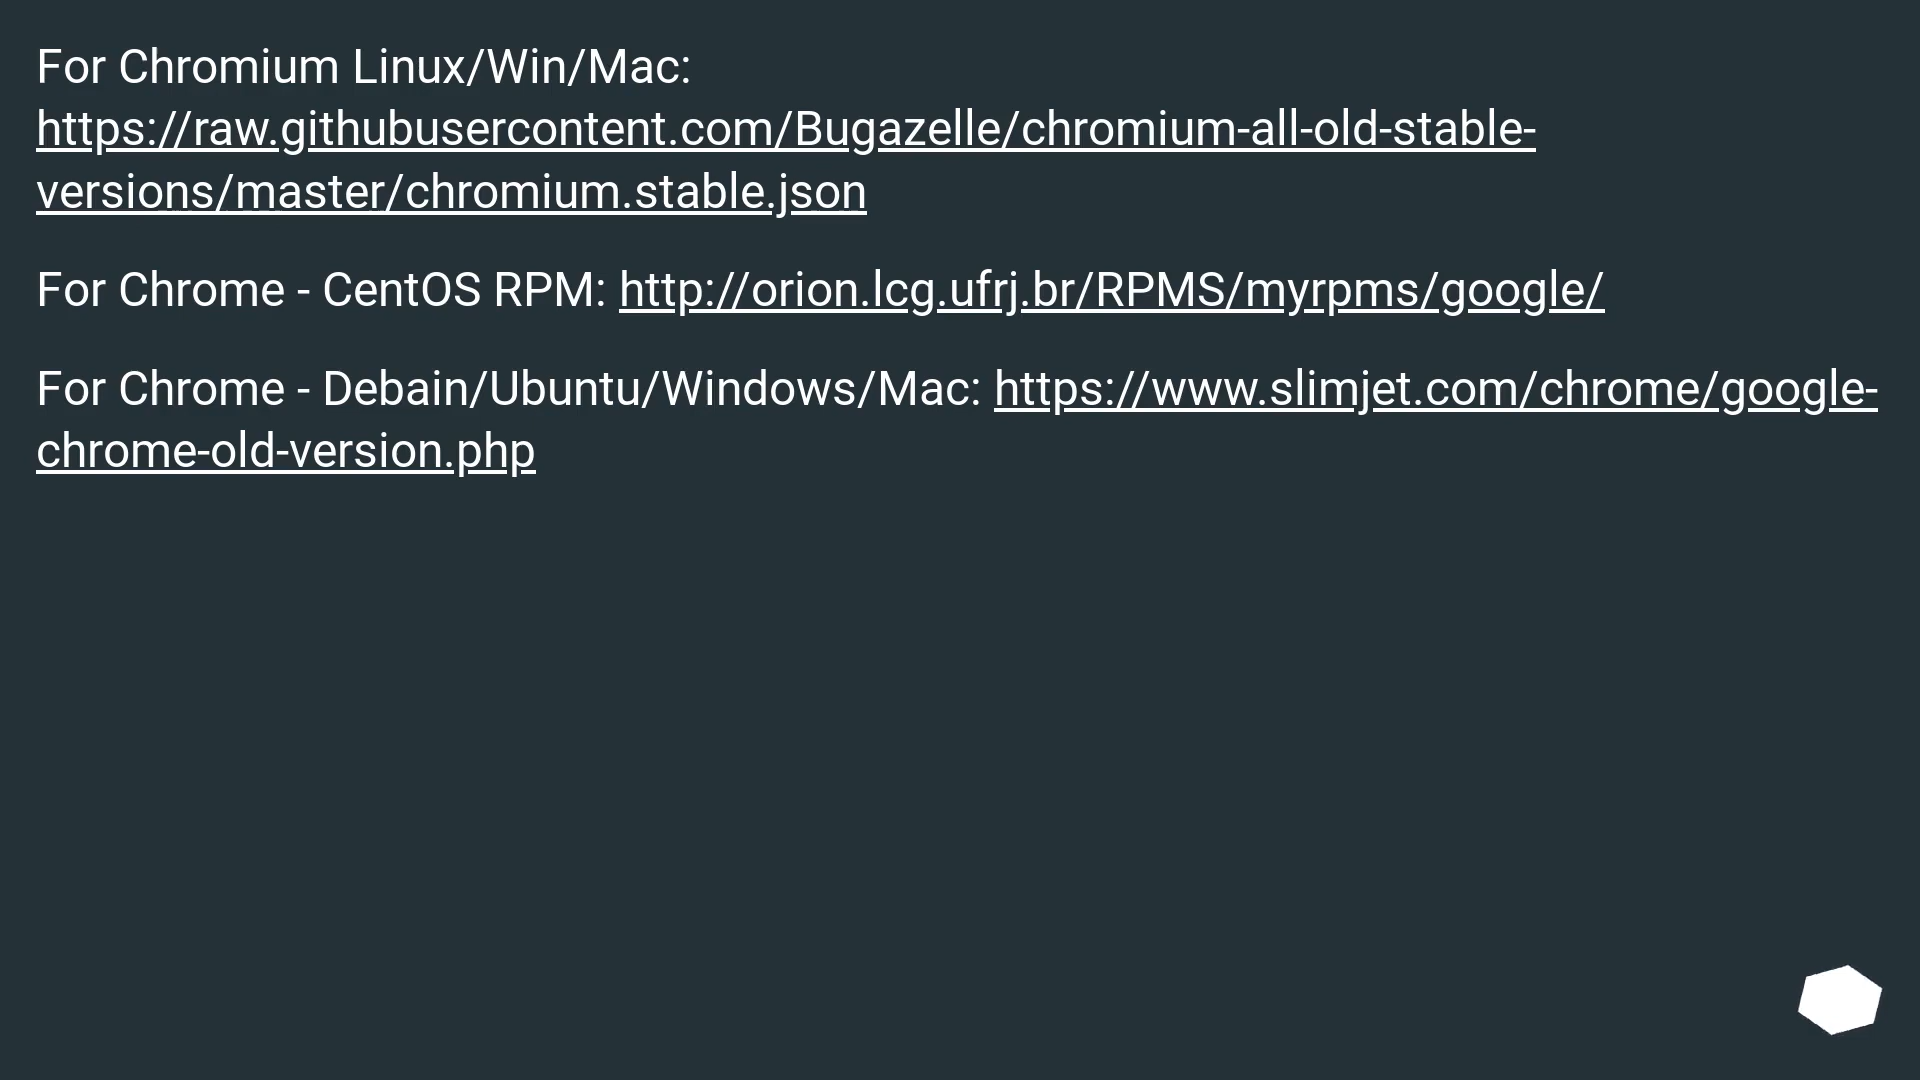 For Chromium Linux/Win/Mac:
https://raw.githubusercontent.com/Bugazelle/chromium-all-old-stable-
versions/master/chromium.stable.json
For Chrome - CentOS RPM: http://orion.lcg.ufrj.br/RPMS/myrpms/google/
For Chrome - Debain/Ubuntu/Windows/Mac: https://www.slimjet.com/chrome/google-
chrome-old-version.php